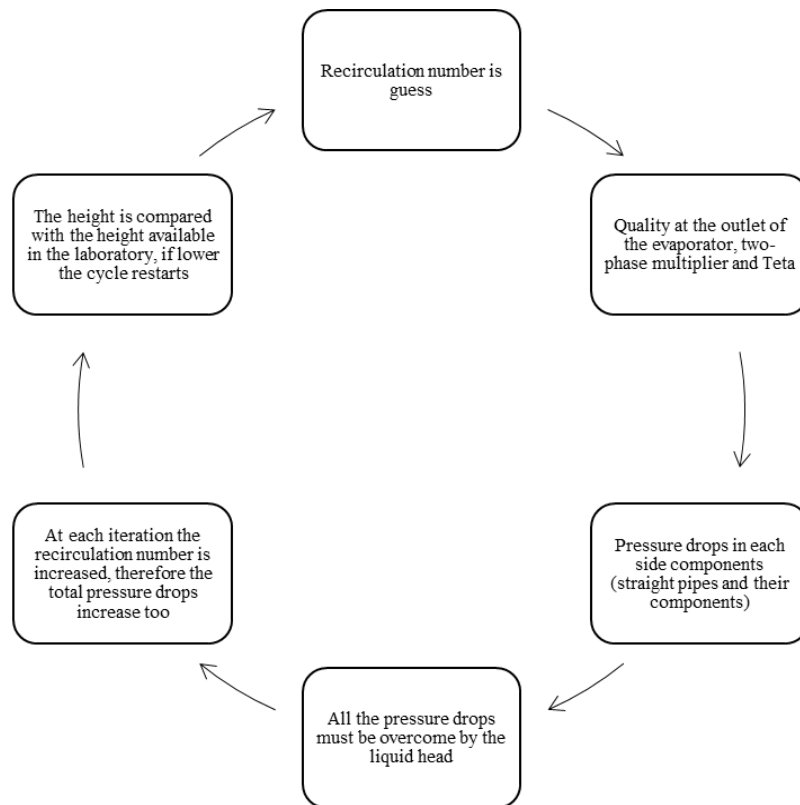 Recirculation number is
guess
Quality at the outlet of
the evaporator, two-
phase multiplier and Teta
Pressure drops in each
side components
(straight pipes and their
components)
All the pressure drops
must be overcome by the
liquid head
At each iteration the
recirculation number is
increased, therefore the
total pressure drops
increase too
The height is compared
with the height available
in the laboratory, if lower
the cycle restarts